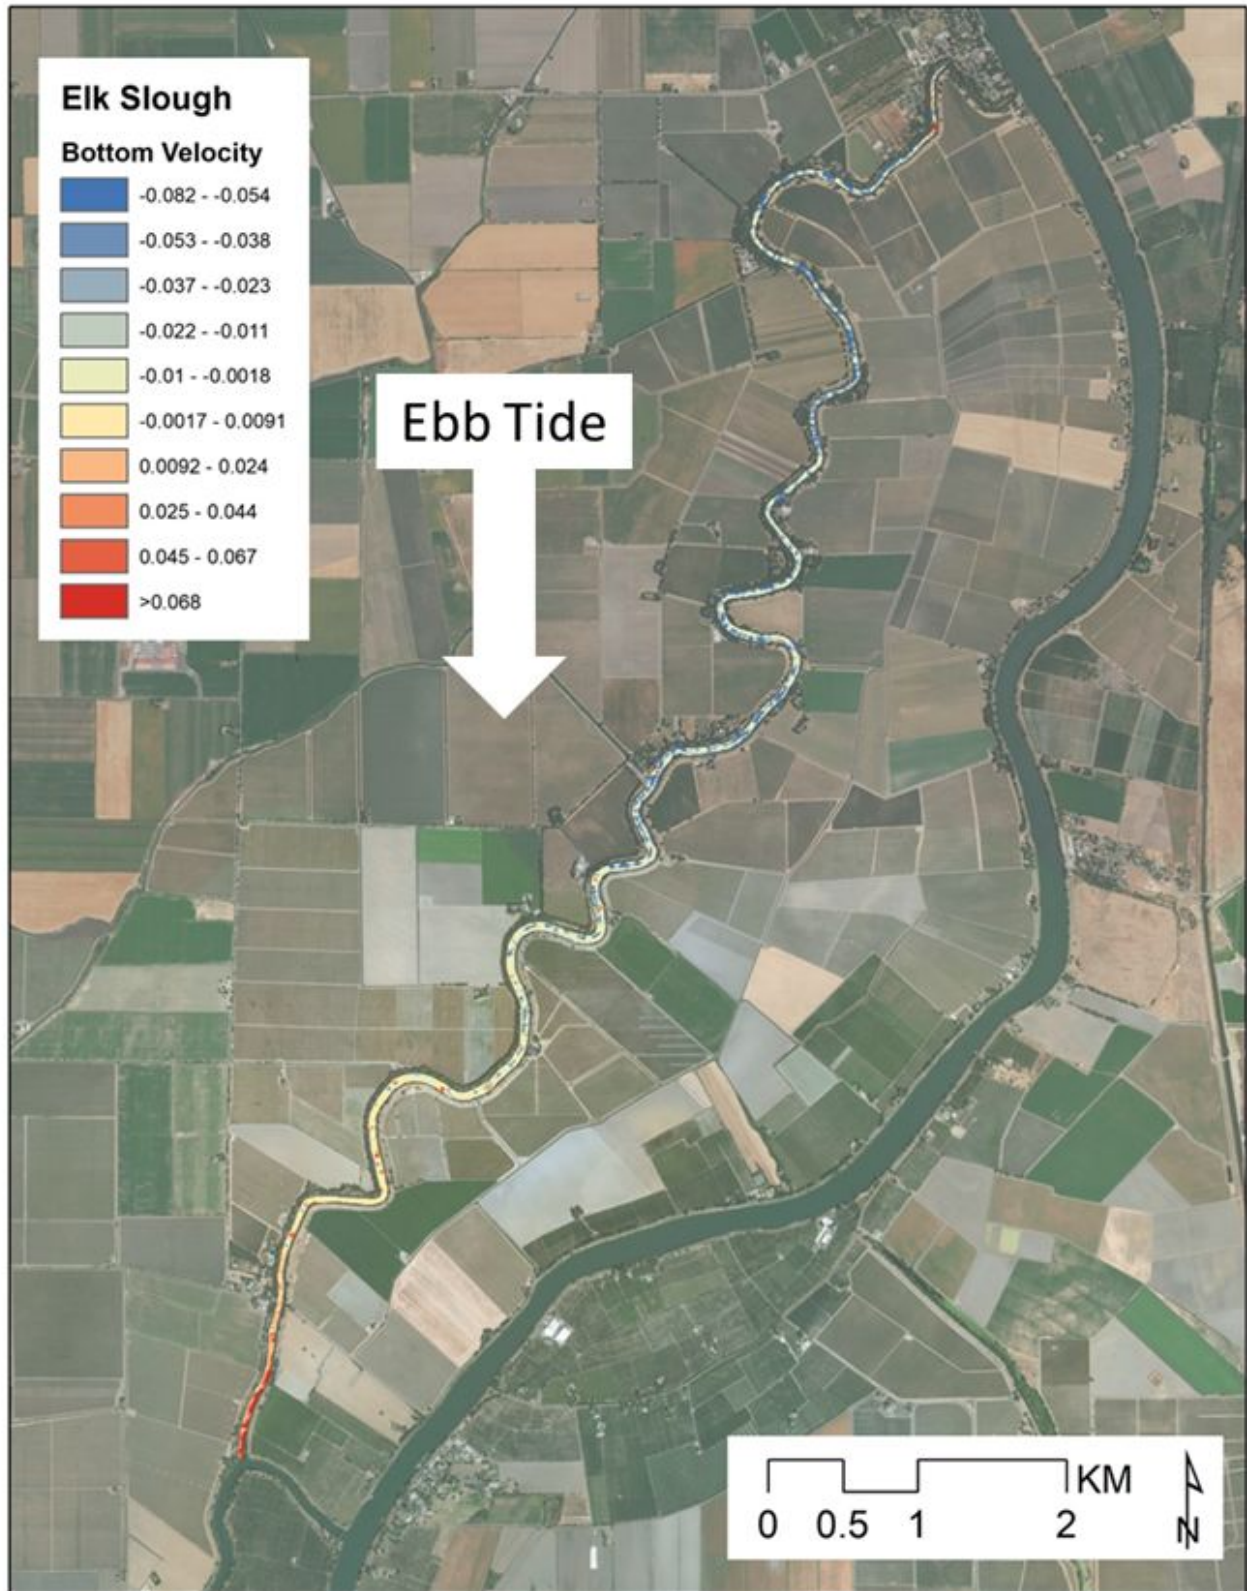 Elk Slough
Bottom Velocity
-0.082 - -0.054
-0.053 - -0.038
-0.037 - -0.023
-0.022 - -0.011
-0.01 - -0.0018
-0.0017 - 0.0091
0.0092 - 0.024
0.025 - 0.044
0.045 - 0.067
>0.068
Ebb Tide
KM
0 0.5 1 2
N